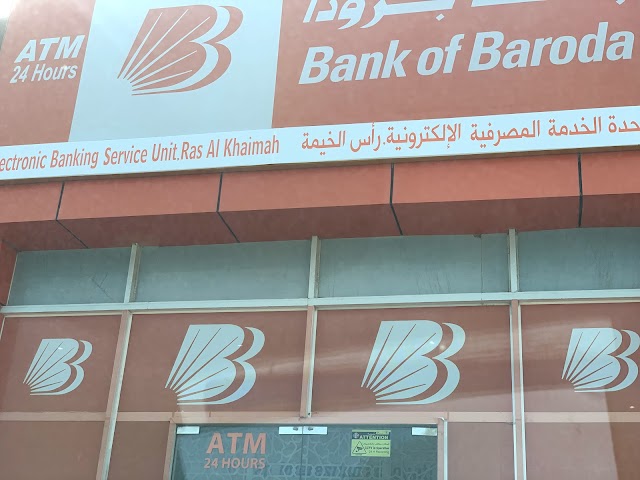 ATM
24 Hours
Bank of Baroda
ectronic Banking Service Unit.Ras Al Khaimah
حدة الخدمة المصرفية الإلكترونية.رأس الخيمة
ATM
24 HOURS
ATTENTION